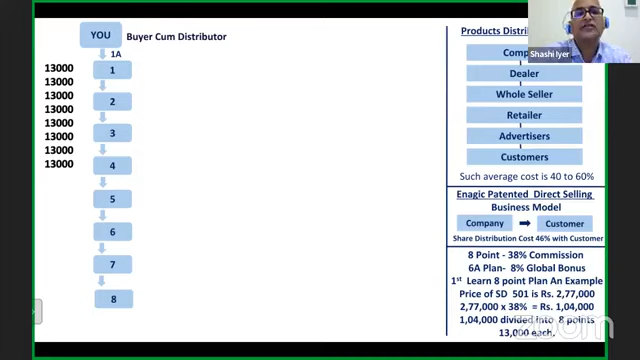 YOU
Buyer Cum Distributor
1A
13000
13000
13000
13000
13000
13000
13000
13000
1
2
3
4
5
6
7
8
Products Distri
Comp
Shashi Iyer
Dealer
Whole Seller
Retailer
Advertisers
Customers
Such average cost is 40 to 60%
Enagic Patented Direct Selling
Business Model
Company
Customer
Share Distribution Cost 46% with Customer
8 Point - 38% Commission
6A Plan- 8% Global Bonus
1st Learn 8 point Plan An Example
Price of SD 501 is Rs. 2,77,000
2,77,000 x 38% = Rs. 1,04,000
1,04,000 divided into 8 points
13,000 each.
zoom